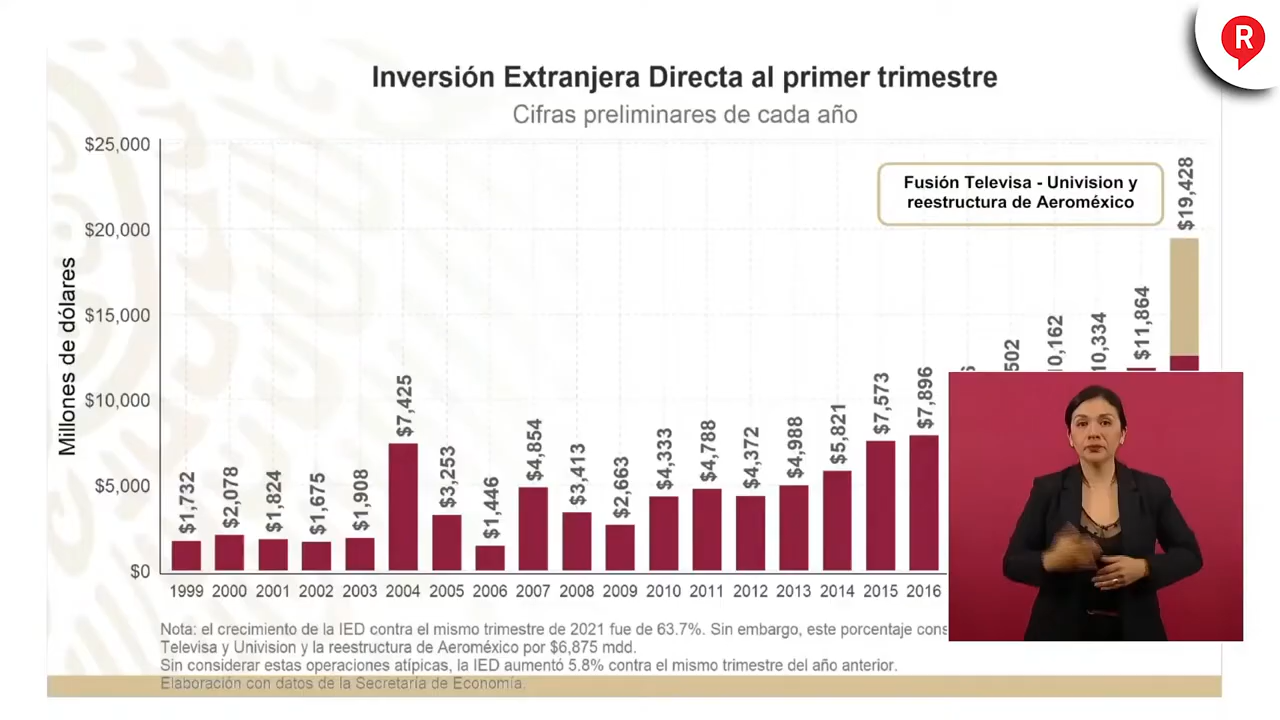 R
Inversión Extranjera Directa al primer trimestre
Cifras preliminares de cada año
Millones de dólares
$25,000
$20,000
$15,000
$10,000
$5,000
$0
Fusión Televisa - Univision y
reestructura de Aeroméxico
$1,732
$2,078
$1,824
$1,675
$1,908
$7,425
$3,253
$1,446
$4,854
$3,413
$2,663
$4,333
$4,788
$4,372
$4,988
$5,821
$7,573
$7,896
502
0,162
10,334
$11,864
$19,428
1999 2000 2001 2002 2003 2004 2005 2006 2007 2008 2009 2010 2011 2012 2013 2014 2015 2016
Nota: el crecimiento de la IED contra el mismo trimestre de 2021 fue de 63.7%. Sin embargo, este porcentaje cons
Televisa y Univision y la reestructura de Aeroméxico por $6,875 mdd.
Sin considerar estas operaciones atípicas, la IED aumentó 5.8% contra el mismo trimestre del año anterior.
Elaboración con datos de la Secretaría de Economía.